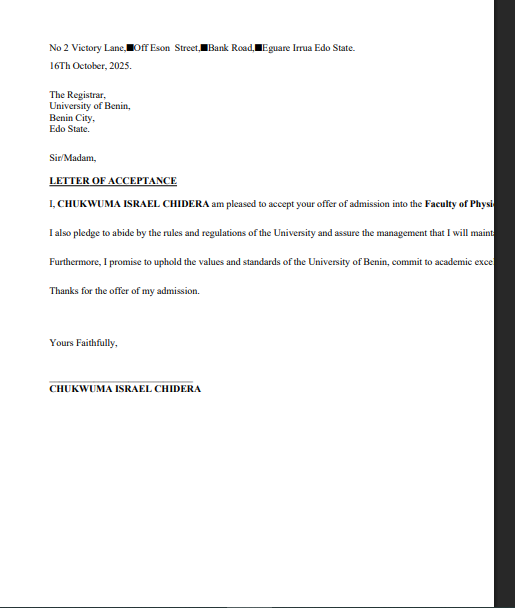 No 2 Victory Lane,■Off Eson Street,■Bank Road,■Eguare Irrua Edo State.
16Th October, 2025.
The Registrar,
University of Benin,
Benin City,
Edo State.
Sir/Madam,
LETTER OF ACCEPTANCE
I, CHUKWUMA ISRAEL CHIDERA am pleased to accept your offer of admission into the Faculty of Physi
I also pledge to abide by the rules and regulations of the University and assure the management that I will maint
Furthermore, I promise to uphold the values and standards of the University of Benin, commit to academic exce
Thanks for the offer of my admission.
Yours Faithfully,
CHUKWUMA ISRAEL CHIDERA